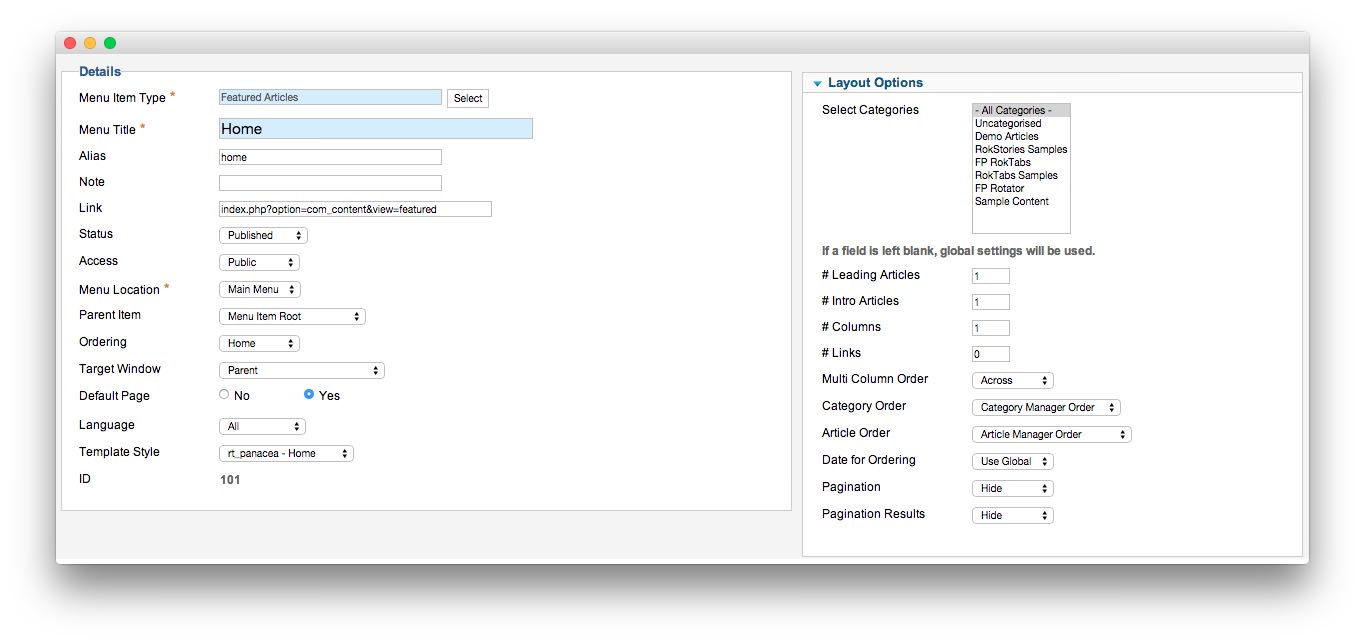 Details
Menu Item Type *
Featured Articles
Select
Menu Title *
Home
Alias
home
Note
Link
index.php?option=com_content&view=featured
Status
Published
Access
Public
Menu Location *
Main Menu
Parent Item
Menu Item Root
Ordering
Home
Target Window
Parent
Default Page
No
Yes
Language
All
Template Style
rt_panacea - Home
ID
101
Layout Options
Select Categories
- All Categories -
Uncategorised
Demo Articles
RokStories Samples
FP RokTabs
RokTabs Samples
FP Rotator
Sample Content
If a field is left blank, global settings will be used.
# Leading Articles
1
# Intro Articles
1
# Columns
1
# Links
0
Multi Column Order
Across
Category Order
Category Manager Order
Article Order
Article Manager Order
Date for Ordering
Use Global
Pagination
Hide
Pagination Results
Hide